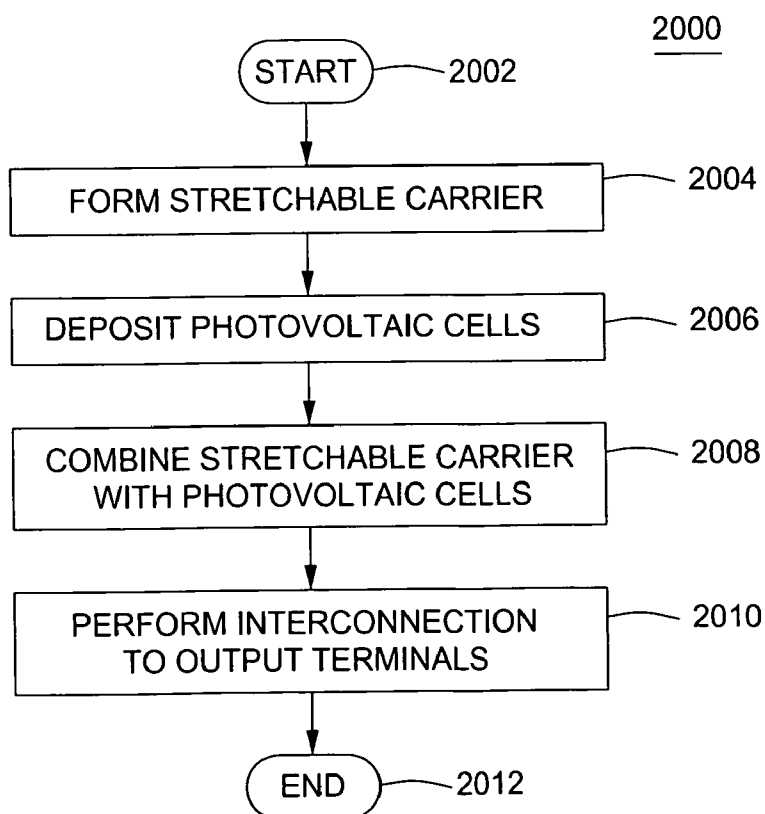 2000
START
2002
FORM STRETCHABLE CARRIER
2004
DEPOSIT PHOTOVOLTAIC CELLS
2006
COMBINE STRETCHABLE CARRIER
WITH PHOTOVOLTAIC CELLS
2008
PERFORM INTERCONNECTION
TO OUTPUT TERMINALS
2010
END
2012